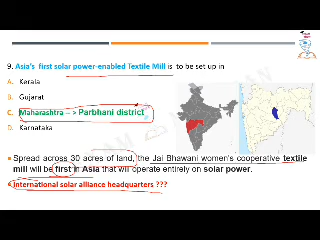 9. Asia's first solar power-enabled Textile Mill is to be set up in
A. Kerala
B. Gujarat
C. Maharashtra – > Parbhani district
D. Karnataka
Spread across 30 acres of land, the Jai Bhawani women's cooperative textile
mill will be first in Asia that will operate entirely on solar power.
International solar alliance headquarters ???